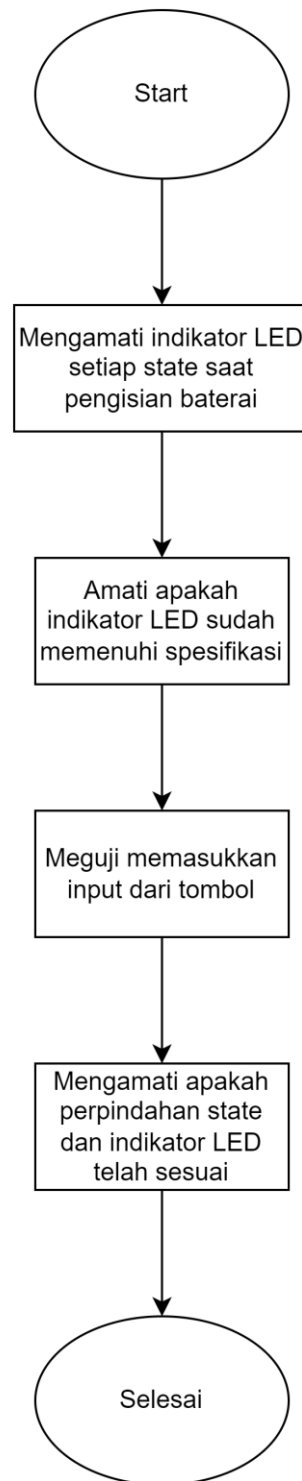 Start
Mengamati indikator LED
setiap state saat
pengisian baterai
Amati apakah
indikator LED sudah
memenuhi spesifikasi
Meguji memasukkan
input dari tombol
Mengamati apakah
perpindahan state
dan indikator LED
telah sesuai
Selesai